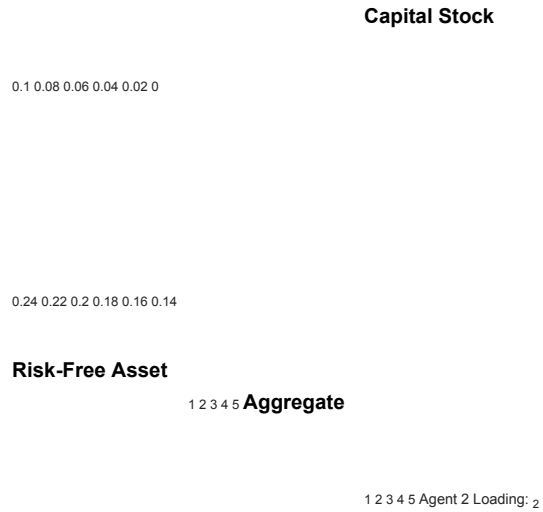 Capital Stock
0.1 0.08 0.06 0.04 0.02 0
0.24 0.22 0.2 0.18 0.16 0.14
Risk-Free Asset
1 2 3 4 5 Aggregate
1 2 3 4 5 Agent 2 Loading: 2